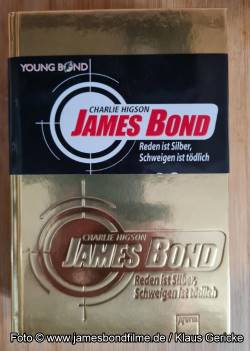 YOUNG BOND
CHARLIE HIGSON
JAMES BOND
Reden ist Silber,
Schweigen ist tödlich
CHARLIE HIGSON
JAMES BOND
Reden ist Silber,
Schweigen ist tödlich
Arena
Foto © www.jamesbondfilme.de / Klaus Gericke